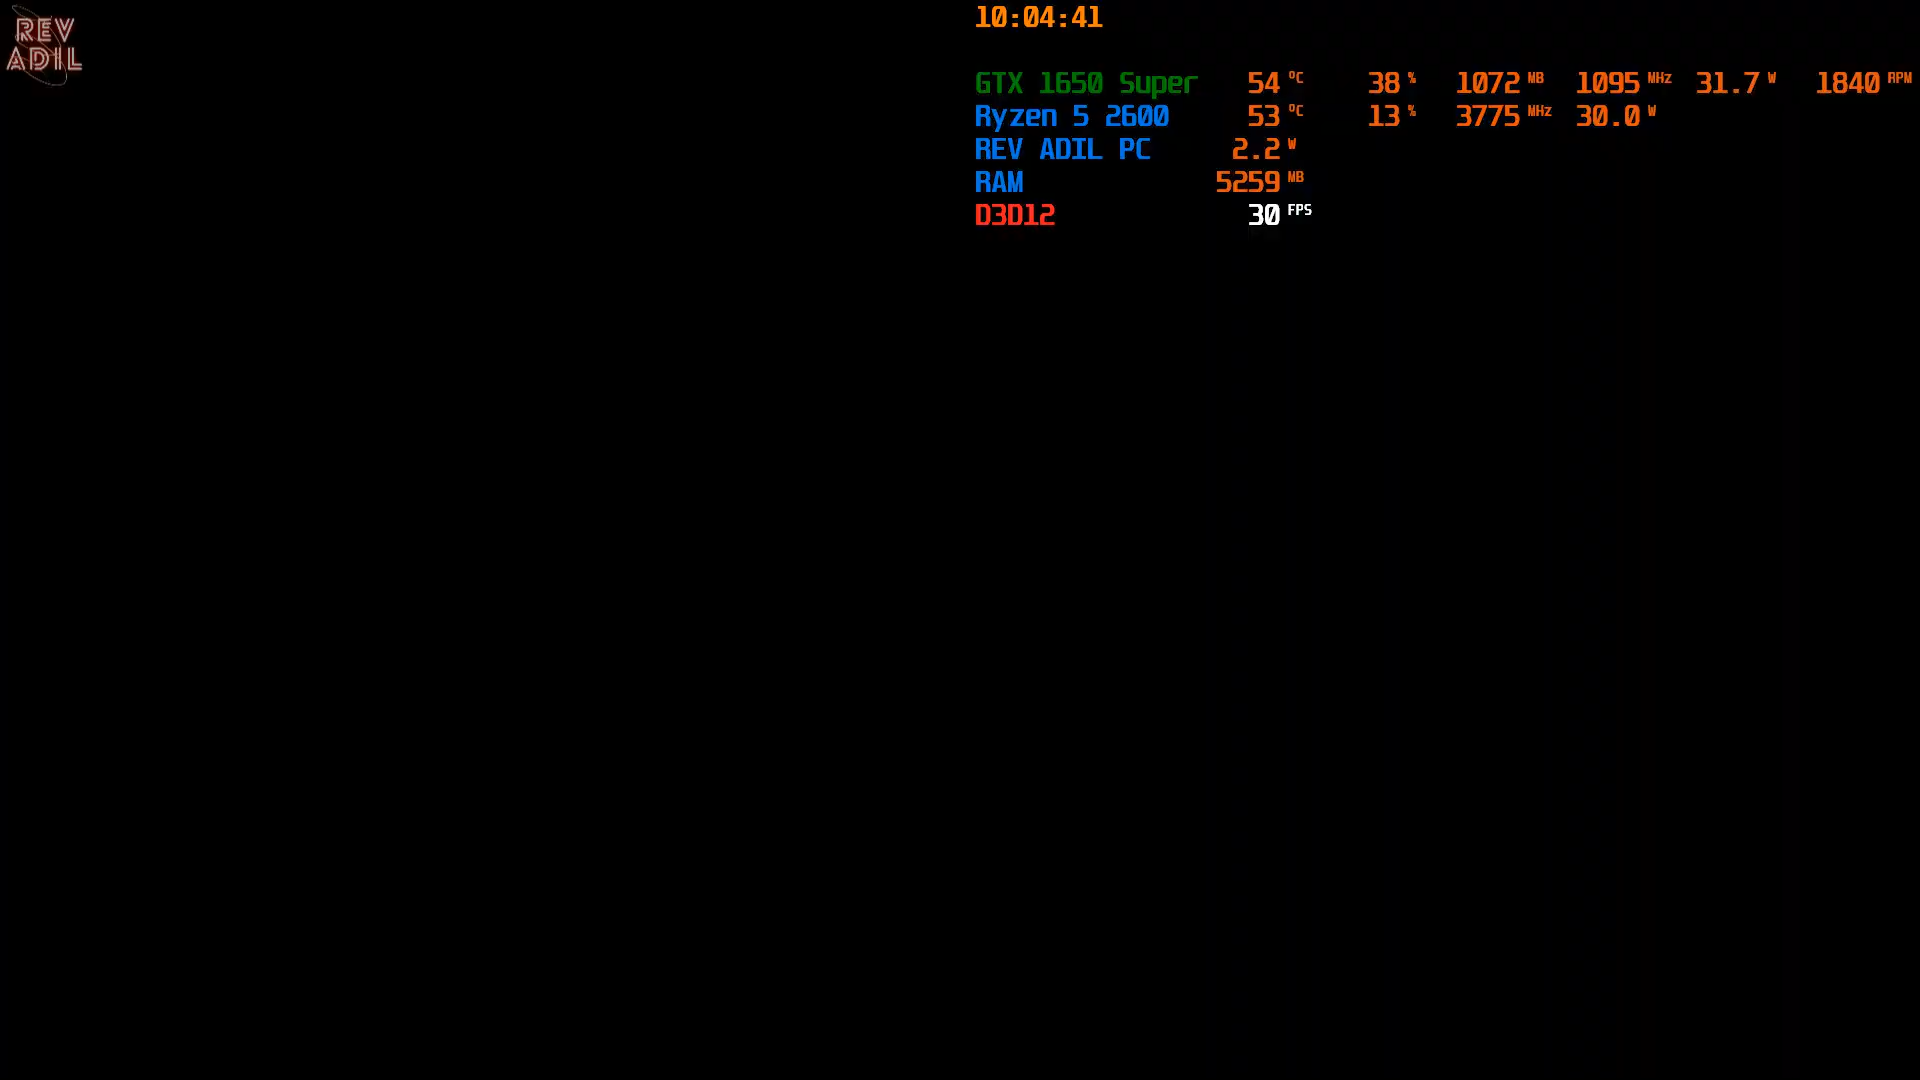 REV
ADIL
10:04:41
GTX 1650 Super 54 °C 38 % 1072 MB 1095 MHz 31.7 W 1840 RPM
Ryzen 5 2600 53 °C 13 % 3775 MHz 30.0 W
REV ADIL PC 2.2 W
RAM 5259 MB
D3D12 30 FPS